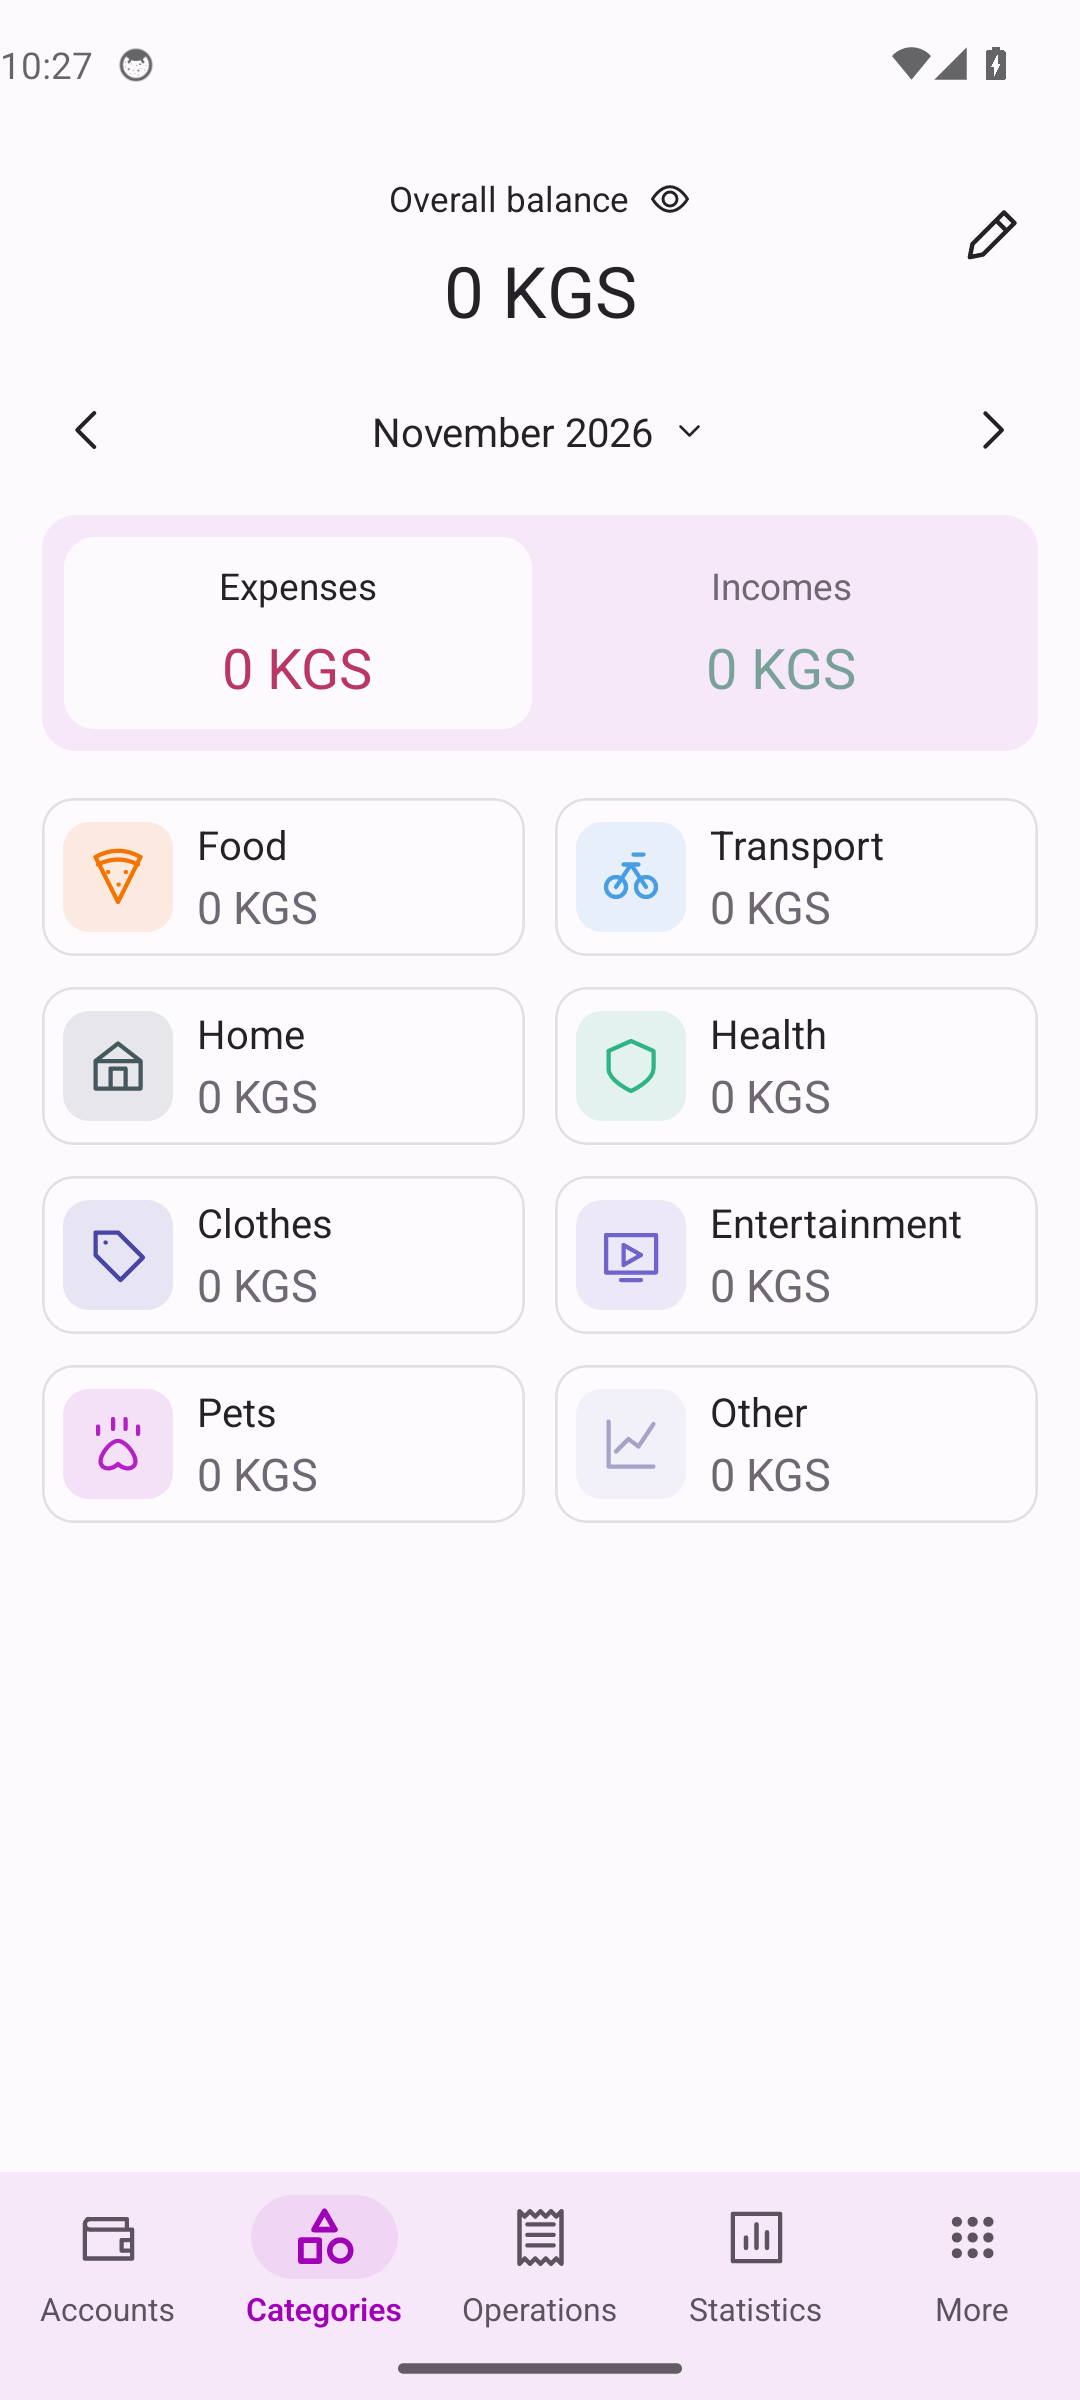 10:27
Overall balance
0 KGS
November 2026
Expenses
0 KGS
Incomes
0 KGS
Food
0 KGS
Transport
0 KGS
Home
0 KGS
Health
0 KGS
Clothes
0 KGS
Entertainment
0 KGS
Pets
0 KGS
Other
0 KGS
Accounts
Categories
Operations
Statistics
More